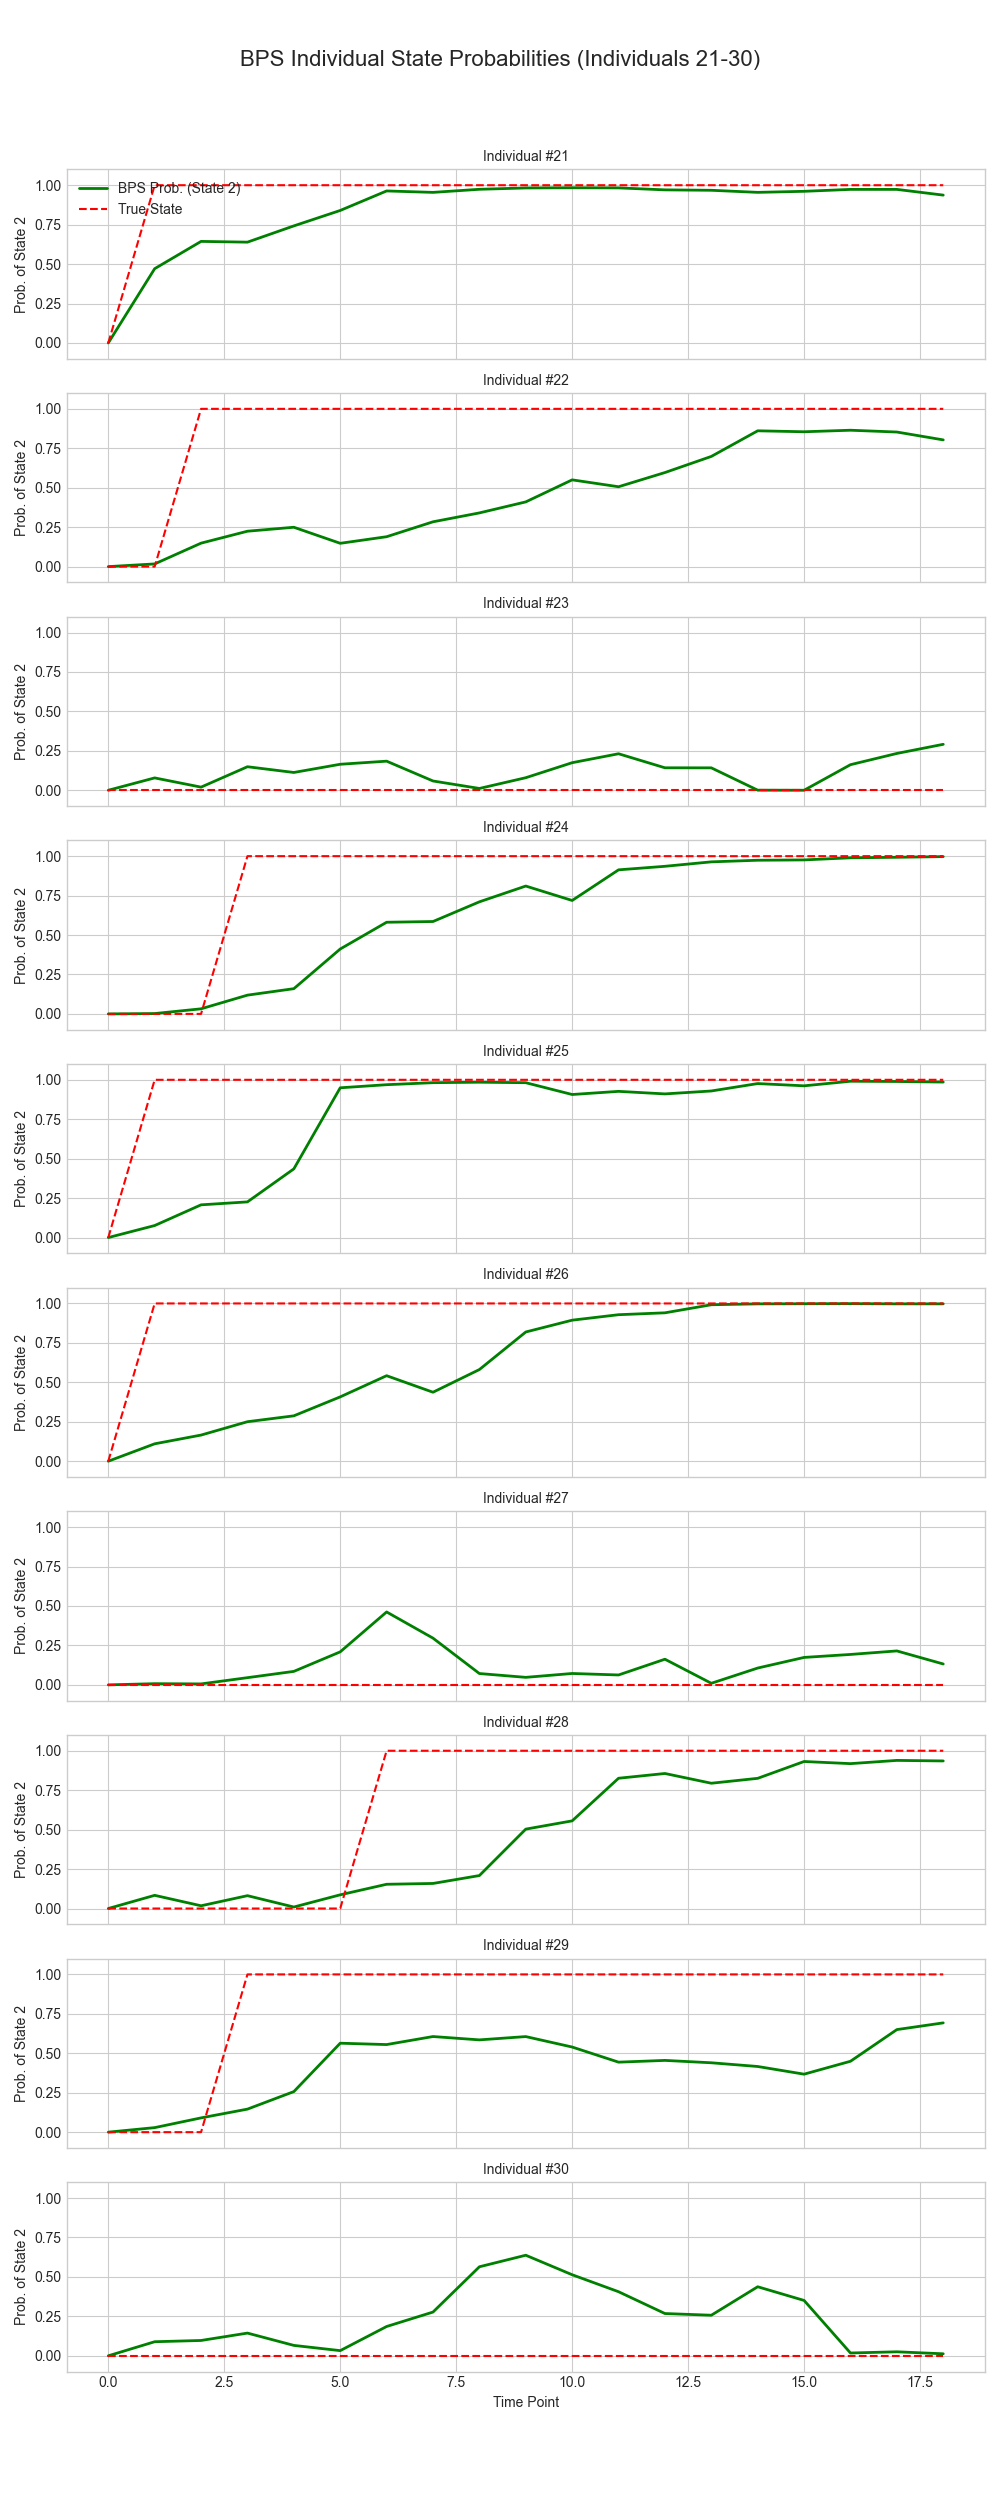 BPS Individual State Probabilities (Individuals 21-30)
Individual #21
BPS Prob. (State 2)
True State
Prob. of State 2
1.00
0.75
0.50
0.25
0.00
Individual #22
Prob. of State 2
1.00
0.75
0.50
0.25
0.00
Individual #23
Prob. of State 2
1.00
0.75
0.50
0.25
0.00
Individual #24
Prob. of State 2
1.00
0.75
0.50
0.25
0.00
Individual #25
Prob. of State 2
1.00
0.75
0.50
0.25
0.00
Individual #26
Prob. of State 2
1.00
0.75
0.50
0.25
0.00
Individual #27
Prob. of State 2
1.00
0.75
0.50
0.25
0.00
Individual #28
Prob. of State 2
1.00
0.75
0.50
0.25
0.00
Individual #29
Prob. of State 2
1.00
0.75
0.50
0.25
0.00
Individual #30
Prob. of State 2
1.00
0.75
0.50
0.25
0.00
0.0 2.5 5.0 7.5 10.0 12.5 15.0 17.5
Time Point